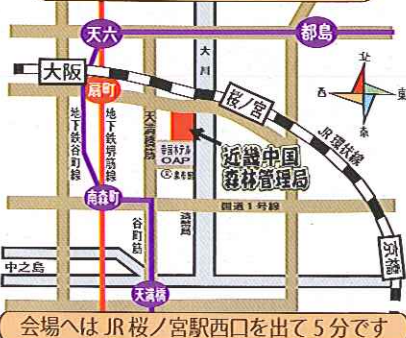 天六
都島
大川
北
西
東
南
大阪
扇町
桜ノ宮
JR環状線
天満橋筋
地下鉄谷町線
地下鉄堺筋線
帝国ホテル
OAP
近畿中国
森林管理局
南森町
国道1号線
造幣局
谷町筋
中之島
天満橋
京橋
会場へはJR桜ノ宮駅西口を出て5分です